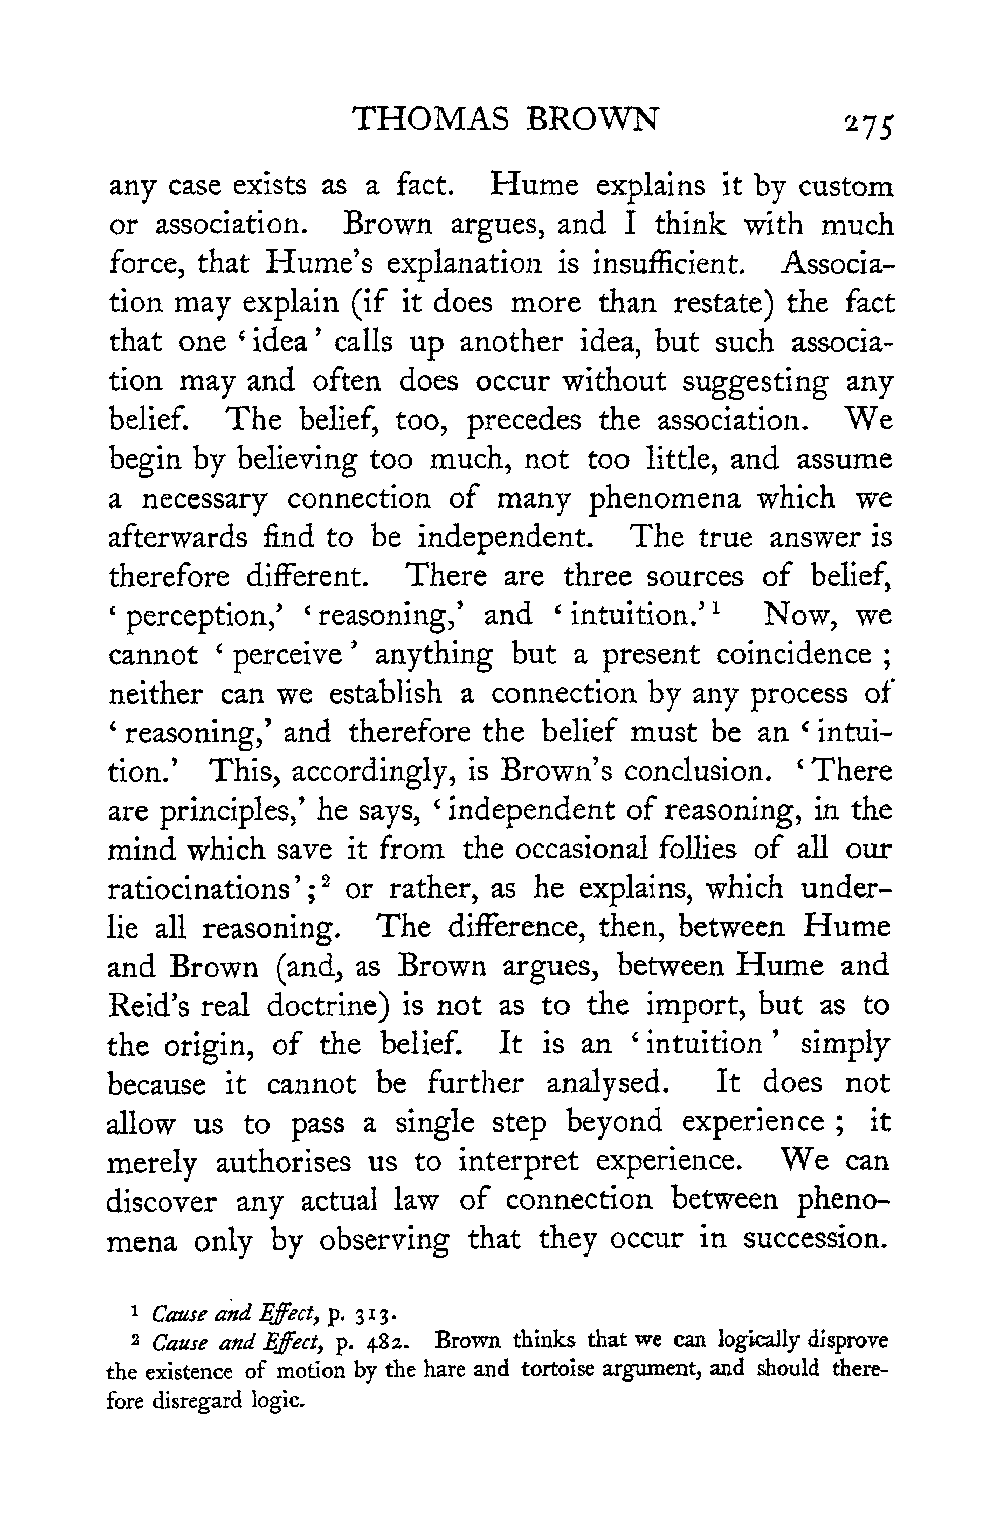 THOMAS BROWN 275
any case exists as a fact. Hume explains it by custom
or association. Brown argues, and I think with much
force, that Hume's explanation is insufficient. Associa-
tion may explain (if it does more than restate) the fact
that one ‘idea’ calls up another idea, but such associa-
tion may and often does occur without suggesting any
belief. The belief, too, precedes the association. We
begin by believing too much, not too little, and assume
a necessary connection of many phenomena which we
afterwards find to be independent. The true answer is
therefore different. There are three sources of belief,
‘perception,’ ‘reasoning,’ and ‘intuition.’¹ Now, we
cannot ‘perceive’ anything but a present coincidence ;
neither can we establish a connection by any process of
‘reasoning,’ and therefore the belief must be an ‘intui-
tion.’ This, accordingly, is Brown's conclusion. ‘There
are principles,’ he says, ‘independent of reasoning, in the
mind which save it from the occasional follies of all our
ratiocinations’ ;² or rather, as he explains, which under-
lie all reasoning. The difference, then, between Hume
and Brown (and, as Brown argues, between Hume and
Reid's real doctrine) is not as to the import, but as to
the origin, of the belief. It is an ‘intuition’ simply
because it cannot be further analysed. It does not
allow us to pass a single step beyond experience ; it
merely authorises us to interpret experience. We can
discover any actual law of connection between pheno-
mena only by observing that they occur in succession.
¹ Cause and Effect, p. 313.
² Cause and Effect, p. 482. Brown thinks that we can logically disprove
the existence of motion by the hare and tortoise argument, and should there-
fore disregard logic.